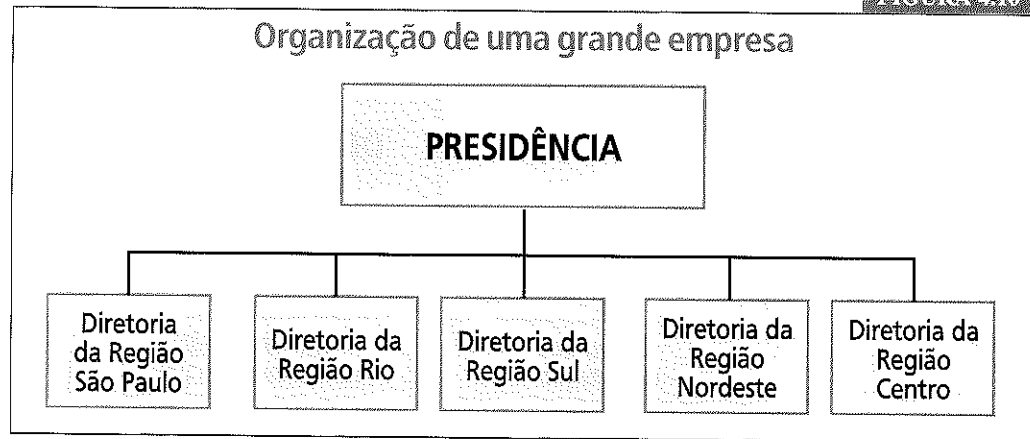 Organização de uma grande empresa
PRESIDÊNCIA
Diretoria
da Região
São Paulo
Diretoria da
Região Rio
Diretoria da
Região Sul
Diretoria da
Região
Nordeste
Diretoria da
Região
Centro